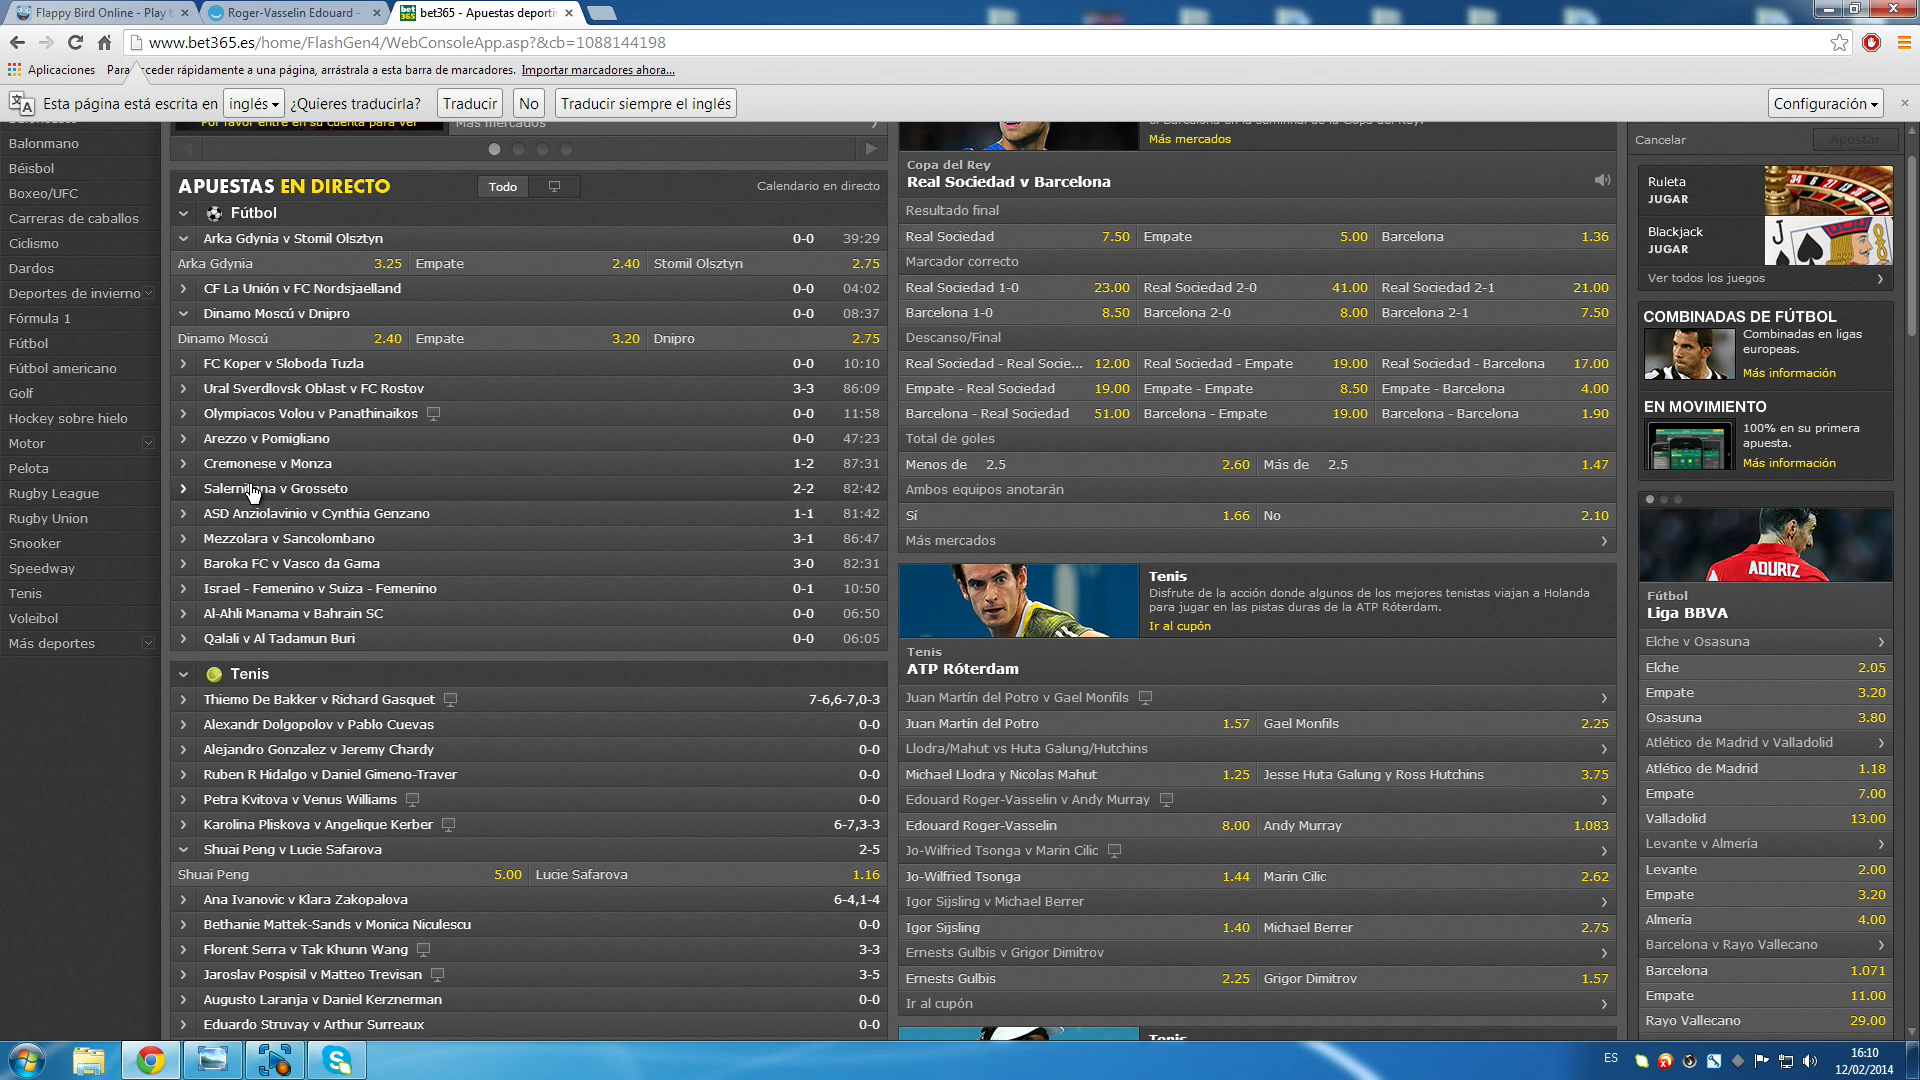 Flappy Bird Online - Play t
Roger-Vasselin Edouard -
bet365 - Apuestas deporti
www.bet365.es/home/FlashGen4/WebConsoleApp.asp?&cb=1088144198
Aplicaciones
Para acceder rápidamente a una página, arrástrala a esta barra de marcadores. Importar marcadores ahora...
Esta página está escrita en inglés ¿Quieres traducirla? Traducir No Traducir siempre el inglés Configuración
Balonmano
Béisbol
Boxeo/UFC
Carreras de caballos
Ciclismo
Dardos
Deportes de invierno
Fórmula 1
Fútbol
Fútbol americano
Golf
Hockey sobre hielo
Motor
Pelota
Rugby League
Rugby Union
Snooker
Speedway
Tenis
Voleibol
Más deportes
Por favor entre en su cuenta para ver
Más mercados
APUESTAS EN DIRECTO Todo Calendario en directo
Fútbol
Arka Gdynia v Stomil Olsztyn 0-0 39:29
Arka Gdynia 3.25 Empate 2.40 Stomil Olsztyn 2.75
CF La Unión v FC Nordsjaelland 0-0 04:02
Dinamo Moscú v Dnipro 0-0 08:37
Dinamo Moscú 2.40 Empate 3.20 Dnipro 2.75
FC Koper v Sloboda Tuzla 0-0 10:10
Ural Sverdlovsk Oblast v FC Rostov 3-3 86:09
Olympiacos Volou v Panathinaikos 0-0 11:58
Arezzo v Pomigliano 0-0 47:23
Cremonese v Monza 1-2 87:31
v Grosseto 2-2 82:42
ASD Anziolavinio v Cynthia Genzano 1-1 81:42
Mezzolara v Sancolombano 3-1 86:47
Baroka FC v Vasco da Gama 3-0 82:31
Israel - Femenino v Suiza - Femenino 0-1 10:50
Al-Ahli Manama v Bahrain SC 0-0 06:50
Qalali v Al Tadamun Buri 0-0 06:05
Tenis
Thiemo De Bakker v Richard Gasquet 7-6,6-7,0-3
Alexandr Dolgopolov v Pablo Cuevas 0-0
Alejandro Gonzalez v Jeremy Chardy 0-0
Ruben R Hidalgo v Daniel Gimeno-Traver 0-0
Petra Kvitova v Venus Williams 0-0
Karolina Pliskova v Angelique Kerber 6-7,3-3
Shuai Peng v Lucie Safarova 2-5
Shuai Peng 5.00 Lucie Safarova 1.16
Ana Ivanovic v Klara Zakopalova 6-4,1-4
Bethanie Mattek-Sands v Monica Niculescu 0-0
Florent Serra v Tak Khunn Wang 3-3
Jaroslav Pospisil v Matteo Trevisan 3-5
Augusto Laranja v Daniel Kerznerman 0-0
Eduardo Struvay v Arthur Surreaux 0-0
el Barcelona en la semifinal de la Copa del Rey.
Más mercados
Copa del Rey
Real Sociedad v Barcelona
Resultado final
Real Sociedad 7.50 Empate 5.00 Barcelona 1.36
Marcador correcto
Real Sociedad 1-0 23.00 Real Sociedad 2-0 41.00 Real Sociedad 2-1 21.00
Barcelona 1-0 8.50 Barcelona 2-0 8.00 Barcelona 2-1 7.50
Descanso/Final
Real Sociedad - Real Socie... 12.00 Real Sociedad - Empate 19.00 Real Sociedad - Barcelona 17.00
Empate - Real Sociedad 19.00 Empate - Empate 8.50 Empate - Barcelona 4.00
Barcelona - Real Sociedad 51.00 Barcelona - Empate 19.00 Barcelona - Barcelona 1.90
Total de goles
Menos de 2.5 2.60 Más de 2.5 1.47
Ambos equipos anotarán
Sí 1.66 No 2.10
Más mercados
Tenis
Disfrute de la acción donde algunos de los mejores tenistas viajan a Holanda
para jugar en las pistas duras de la ATP Róterdam.
Ir al cupón
Tenis
ATP Róterdam
Juan Martín del Potro v Gael Monfils
Juan Martín del Potro 1.57 Gael Monfils 2.25
Llodra/Mahut vs Huta Galung/Hutchins
Michael Llodra y Nicolas Mahut 1.25 Jesse Huta Galung y Ross Hutchins 3.75
Edouard Roger-Vasselin v Andy Murray
Edouard Roger-Vasselin 8.00 Andy Murray 1.083
Jo-Wilfried Tsonga v Marin Cilic
Jo-Wilfried Tsonga 1.44 Marin Cilic 2.62
Igor Sijsling v Michael Berrer
Igor Sijsling 1.40 Michael Berrer 2.75
Ernests Gulbis v Grigor Dimitrov
Ernests Gulbis 2.25 Grigor Dimitrov 1.57
Ir al cupón
Tenis
Cancelar Apostar
Ruleta
JUGAR
Blackjack
JUGAR
Ver todos los juegos
COMBINADAS DE FÚTBOL
Combinadas en ligas
europeas.
Más información
EN MOVIMIENTO
100% en su primera
apuesta.
Más información
ADURIZ
Fútbol
Liga BBVA
Elche v Osasuna
Elche 2.05
Empate 3.20
Osasuna 3.80
Atlético de Madrid v Valladolid
Atlético de Madrid 1.18
Empate 7.00
Valladolid 13.00
Levante v Almería
Levante 2.00
Empate 3.20
Almería 4.00
Barcelona v Rayo Vallecano
Barcelona 1.071
Empate 11.00
Rayo Vallecano 29.00
ES
16:10
12/02/2014